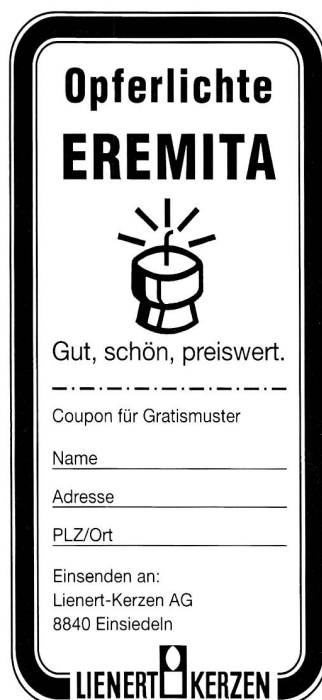 Opferlichte
EREMITA
Gut, schön, preiswert.
Coupon für Gratismuster
Name
Adresse
PLZ/Ort
Einsenden an:
Lienert-Kerzen AG
8840 Einsiedeln
LIENERT KERZEN